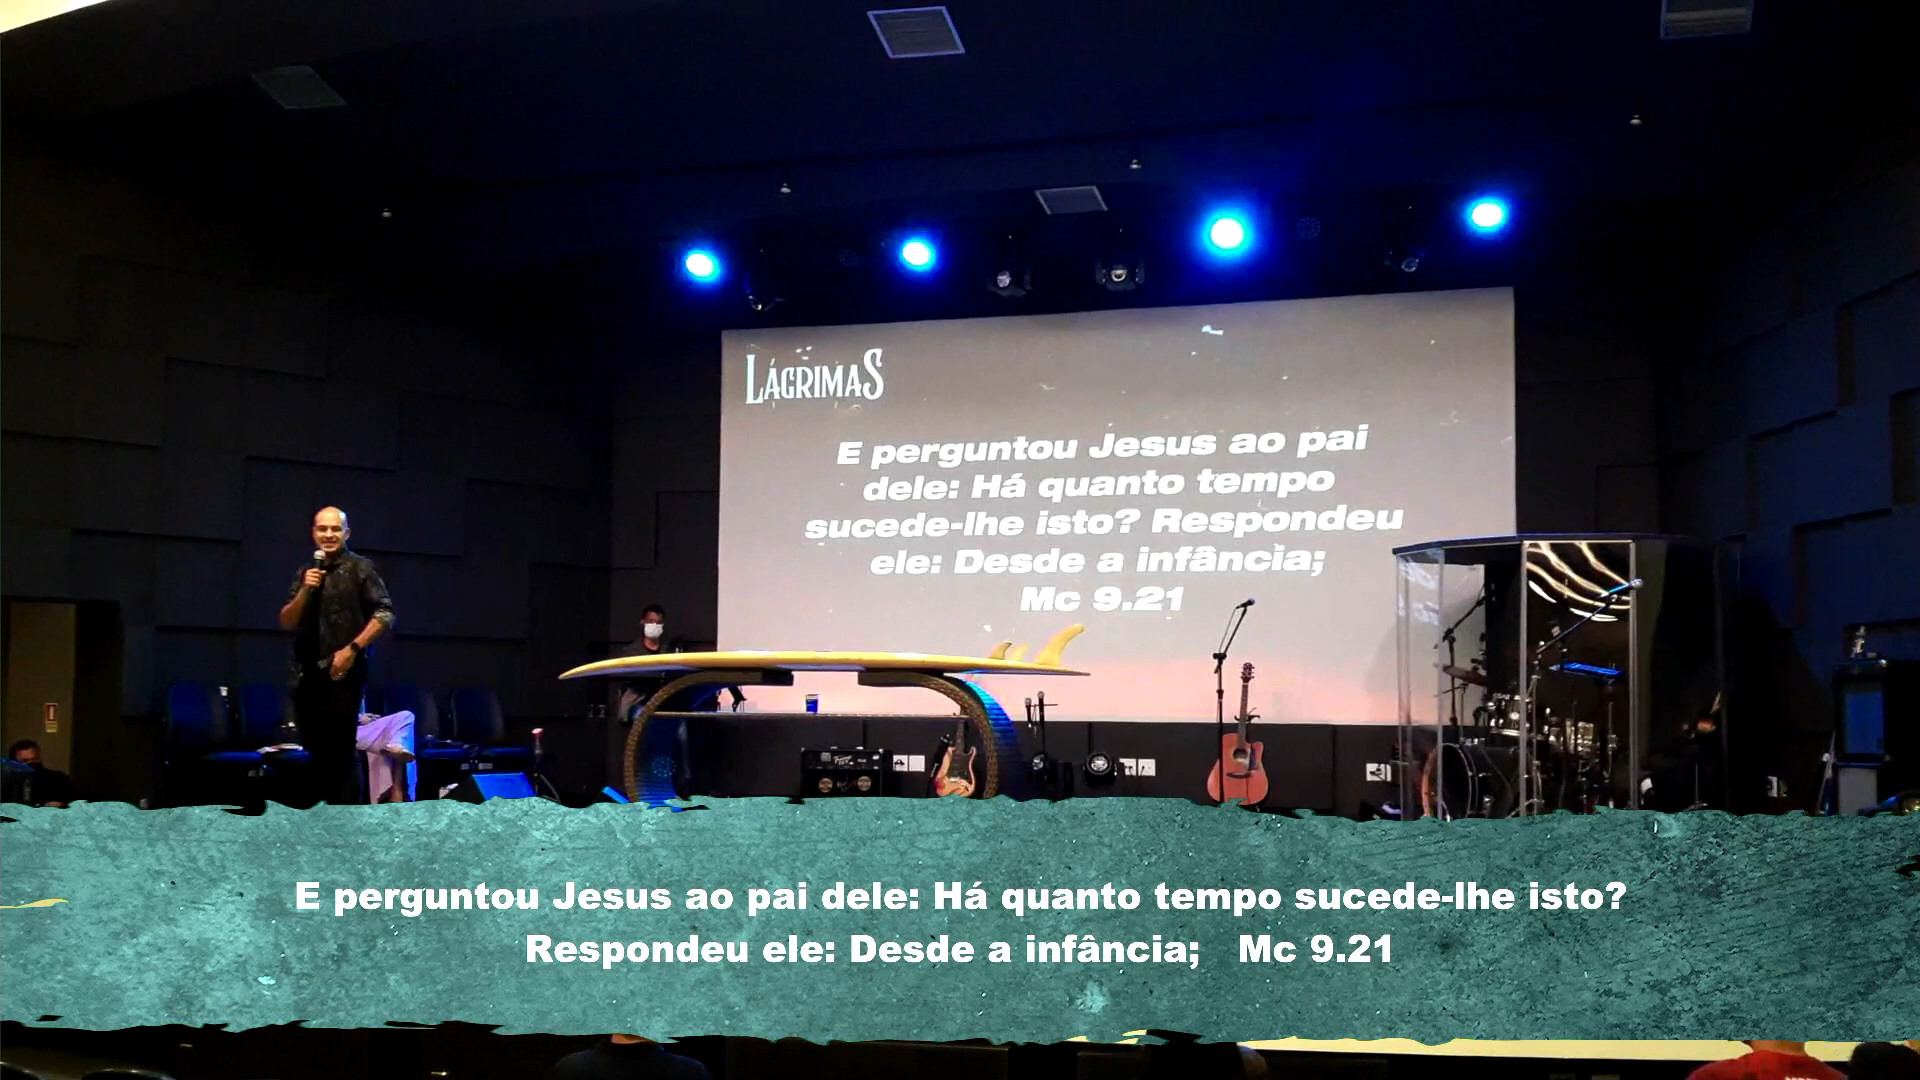 LÁGRIMAS
E perguntou Jesus ao pai
dele: Há quanto tempo
sucede-lhe isto? Respondeu
ele: Desde a infância;
Mc 9.21
E perguntou Jesus ao pai dele: Há quanto tempo sucede-lhe isto?
Respondeu ele: Desde a infância; Mc 9.21